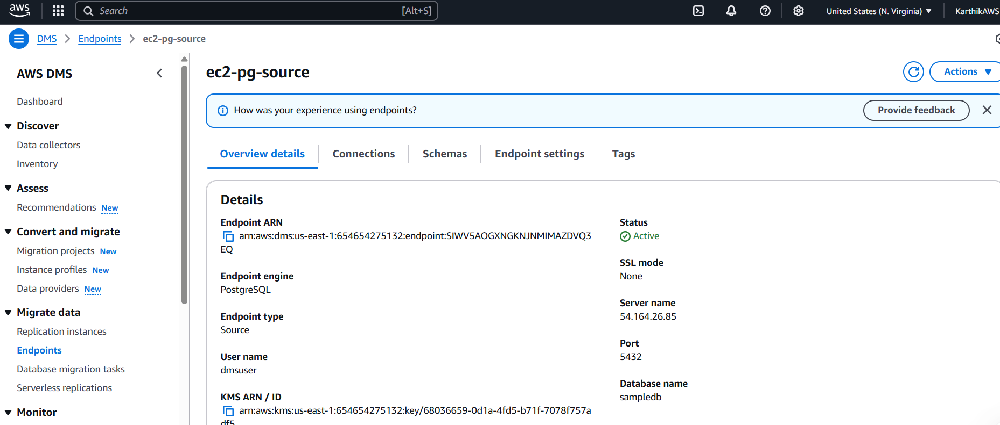 aws
Search
[Alt+S]
United States (N. Virginia)
KarthikAWS
DMS
Endpoints
ec2-pg-source
AWS DMS
Dashboard
Discover
Data collectors
Inventory
Assess
Recommendations New
Convert and migrate
Migration projects New
Instance profiles New
Data providers New
Migrate data
Replication instances
Endpoints
Database migration tasks
Serverless replications
Monitor
ec2-pg-source
Actions
How was your experience using endpoints?
Provide feedback
Overview details
Connections
Schemas
Endpoint settings
Tags
Details
Endpoint ARN
arn:aws:dms:us-east-1:654654275132:endpoint:SIWV5AOGXNGKNJNMIMAZDVQ3
EQ
Endpoint engine
PostgreSQL
Endpoint type
Source
User name
dmsuser
KMS ARN / ID
arn:aws:kms:us-east-1:654654275132:key/68036659-0d1a-4fd5-b71f-7078f757a
df5
Status
Active
SSL mode
None
Server name
54.164.26.85
Port
5432
Database name
sampledb